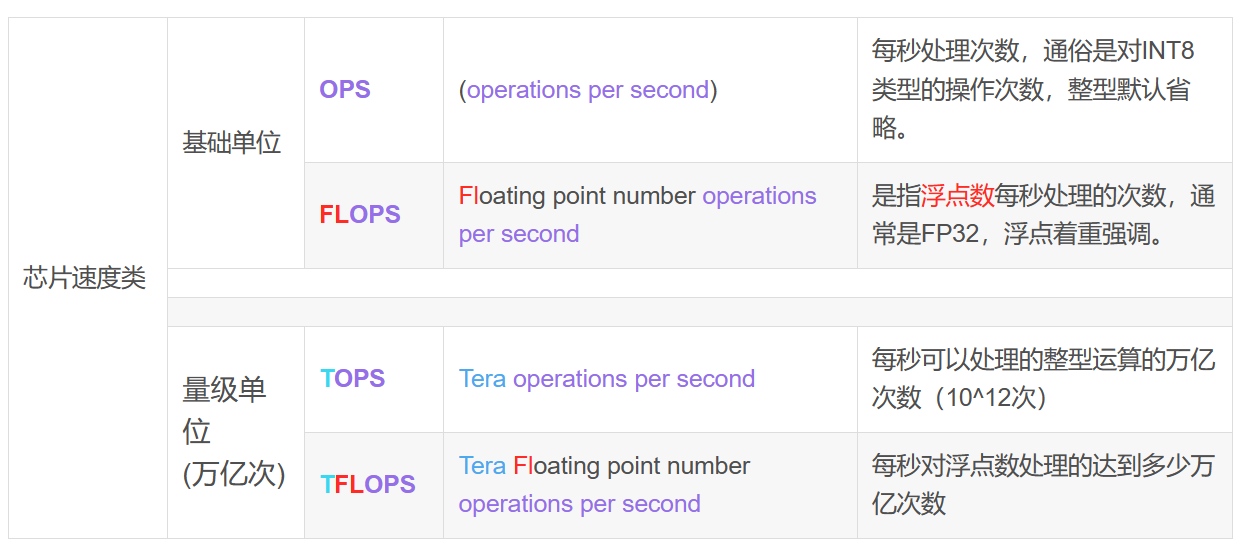 芯片速度类
基础单位
OPS
(operations per second)
每秒处理次数，通俗是对INT8
类型的操作次数，整型默认省
略。
FLOPS
Floating point number operations
per second
是指浮点数每秒处理的次数，通
常是FP32，浮点着重强调。
量级单
位
(万亿次)
TOPS
Tera operations per second
每秒可以处理的整型运算的万亿
次数（10^12次）
TFLOPS
Tera Floating point number
operations per second
每秒对浮点数处理的达到多少万
亿次数